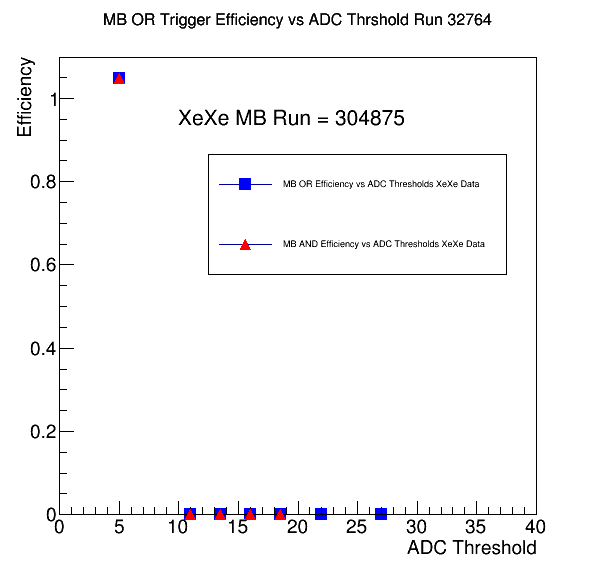 MB OR Trigger Efficiency vs ADC Thrshold Run 32764
Efficiency
XeXe MB Run = 304875
MB OR Efficiency vs ADC Thresholds XeXe Data
MB AND Efficiency vs ADC Thresholds XeXe Data
1
0.8
0.6
0.4
0.2
0
0 5 10 15 20 25 30 35 40
ADC Threshold